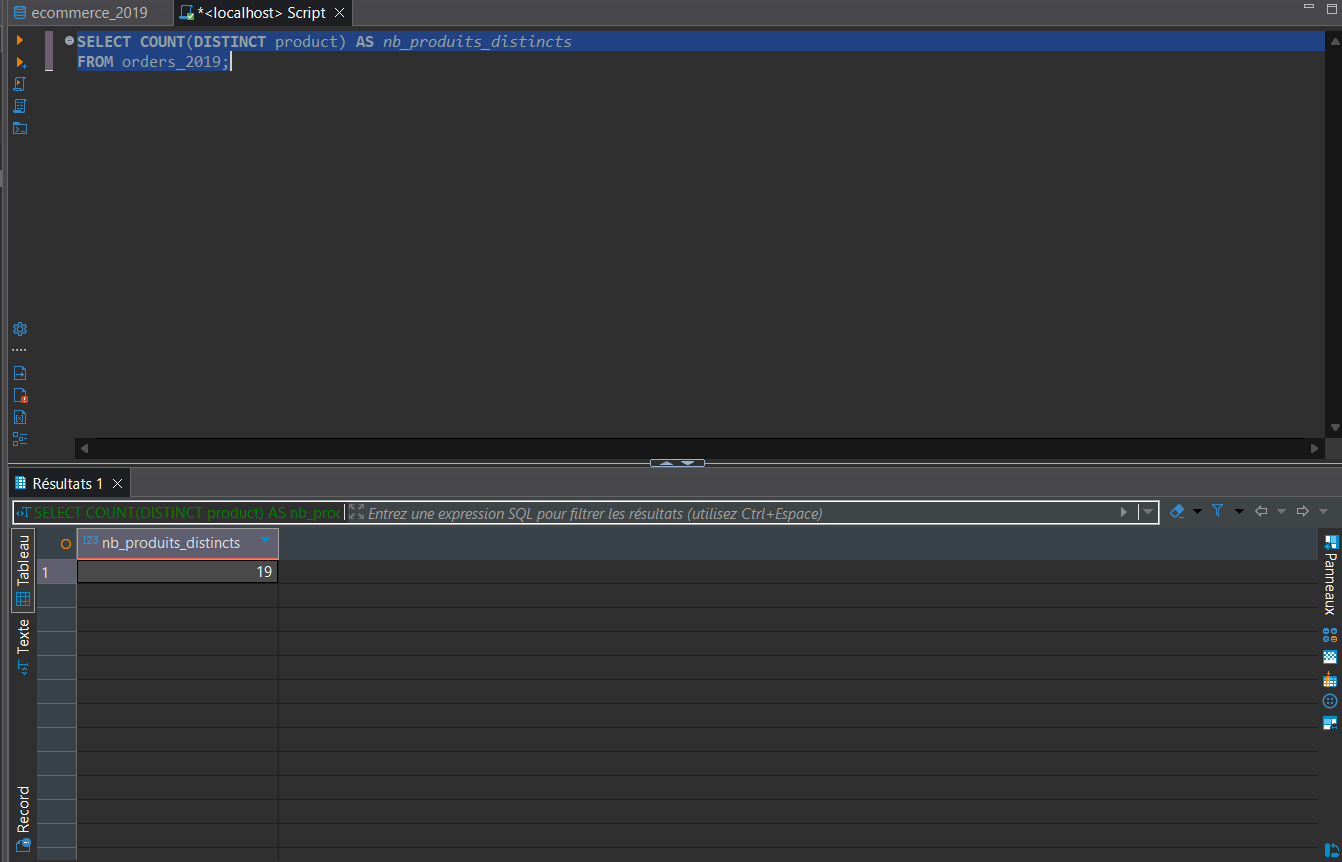 ecommerce_2019
*<localhost> Script
SELECT COUNT(DISTINCT product) AS nb_produits_distincts
FROM orders_2019;
Résultats 1
SELECT COUNT(DISTINCT product) AS nb_proc
Entrez une expression SQL pour filtrer les résultats (utilisez Ctrl+Espace)
Tableau
Texte
Record
123 nb_produits_distincts
1
19
Panneaux